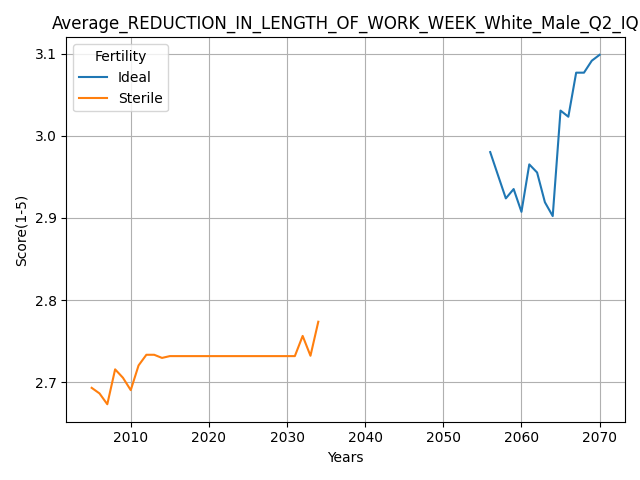 Average_REDUCTION_IN_LENGTH_OF_WORK_WEEK_White_Male_Q2_IQ
Fertility
Ideal
Sterile
3.1
3.0
2.9
2.8
2.7
Score(1-5)
2010 2020 2030 2040 2050 2060 2070
Years